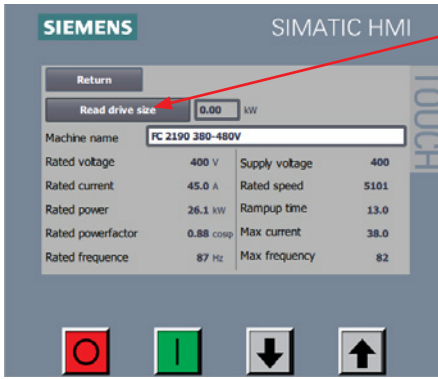 SIEMENS SIMATIC HMI
TOUCH
Return
Read drive size 0.00 kW
Machine name FC 2190 380-480V
Rated voltage 400 V Supply voltage 400
Rated current 45.0 A Rated speed 5101
Rated power 26.1 kW Rampup time 13.0
Rated powerfactor 0.88 cosφ Max current 38.0
Rated frequence 87 Hz Max frequency 82